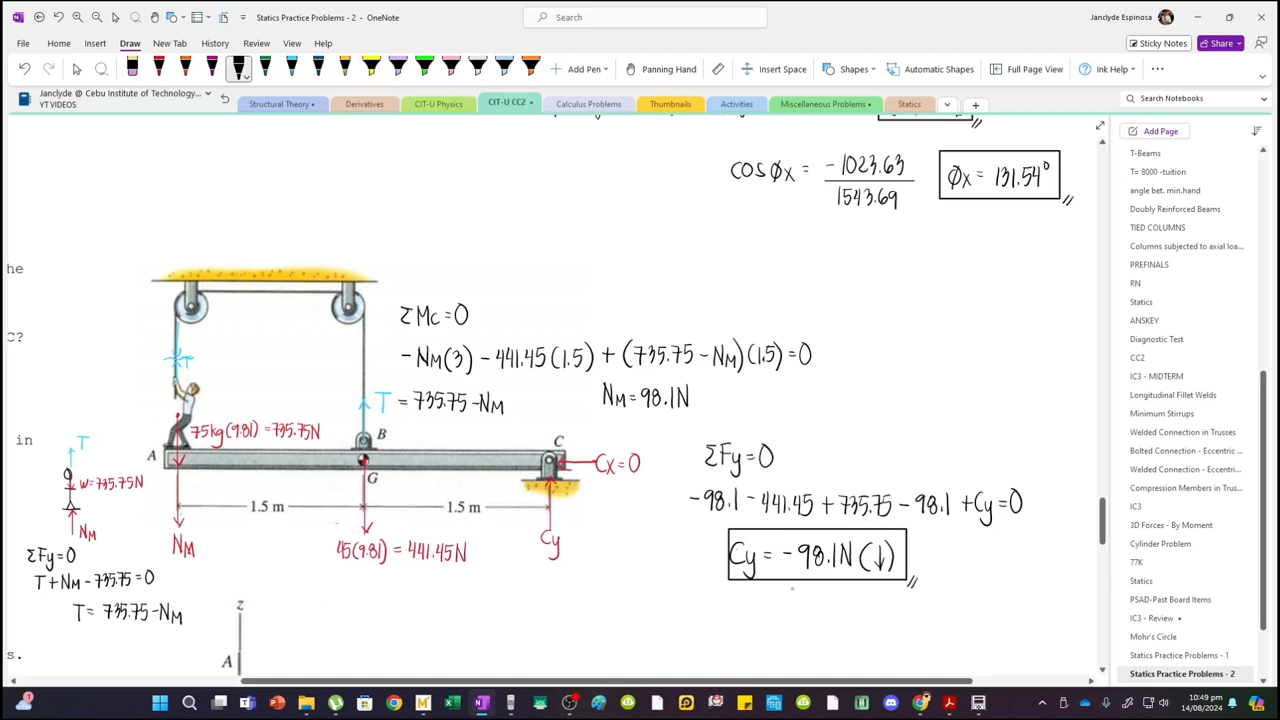 Statics Practice Problems - 2 - OneNote
Search
Janclyde Espinosa
File Home Insert Draw New Tab History Review View Help
Sticky Notes
Share
Add Pen
Panning Hand
Insert Space
Shapes
Automatic Shapes
Full Page View
Ink Help
Janclyde @ Cebu Institute of Technology...
YT VIDEOS
Structural Theory
Derivatives
CIT-U Physics
CIT-U CC2
Calculus Problems
Thumbnails
Activities
Miscellaneous Problems
Statics
Search Notebooks
Add Page
T-Beams
T= 8000 -tuition
angle bet. min.hand
Doubly Reinforced Beams
TIED COLUMNS
Columns subjected to axial loa...
PREFINALS
RN
Statics
ANSKEY
Diagnostic Test
CC2
IC3 - MIDTERM
Longitudinal Fillet Welds
Minimum Stirrups
Welded Connection in Trusses
Bolted Connection - Eccentric...
Welded Connection - Eccentri...
Compression Members - in Trusses
IC3
3D Forces - By Moment
Cylinder Problem
77K
Statics
PSAD-Past Board Items
IC3 - Review
Mohr's Circle
Statics Practice Problems - 1
Statics Practice Problems - 2
cos Øx = -1023.63 / 1543.69
Øx = 131.54°
he
C?
in
s.
ΣMc = 0
-NM(3) - 441.45(1.5) + (735.75 - NM)(1.5) = 0
T = 735.75 - NM
NM = 98.1N
T
75kg(9.81) = 735.75N
A
B
C
G
Cx = 0
1.5 m
1.5 m
NM
45(9.81) = 441.45N
Cy
T
w = 735.75N
NM
ΣFy = 0
T + NM - 735.75 = 0
T = 735.75 - NM
ΣFy = 0
-98.1 - 441.45 + 735.75 - 98.1 + Cy = 0
Cy = -98.1N (↓)
z
A
1
10:49 pm
14/08/2024